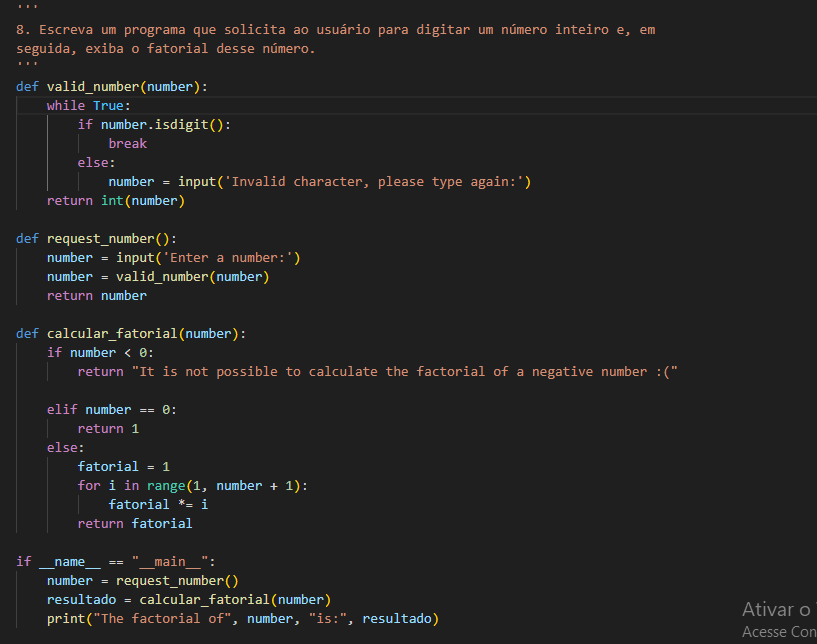 '''
8. Escreva um programa que solicita ao usuário para digitar um número inteiro e, em
seguida, exiba o fatorial desse número.
'''
def valid_number(number):
    while True:
        if number.isdigit():
            break
        else:
            number = input('Invalid character, please type again:')
    return int(number)

def request_number():
    number = input('Enter a number:')
    number = valid_number(number)
    return number

def calcular_fatorial(number):
    if number < 0:
        return "It is not possible to calculate the factorial of a negative number :("

    elif number == 0:
        return 1
    else:
        fatorial = 1
        for i in range(1, number + 1):
            fatorial *= i
        return fatorial

if __name__ == "__main__":
    number = request_number()
    resultado = calcular_fatorial(number)
    print("The factorial of", number, "is:", resultado)
Ativar o
Acesse Con